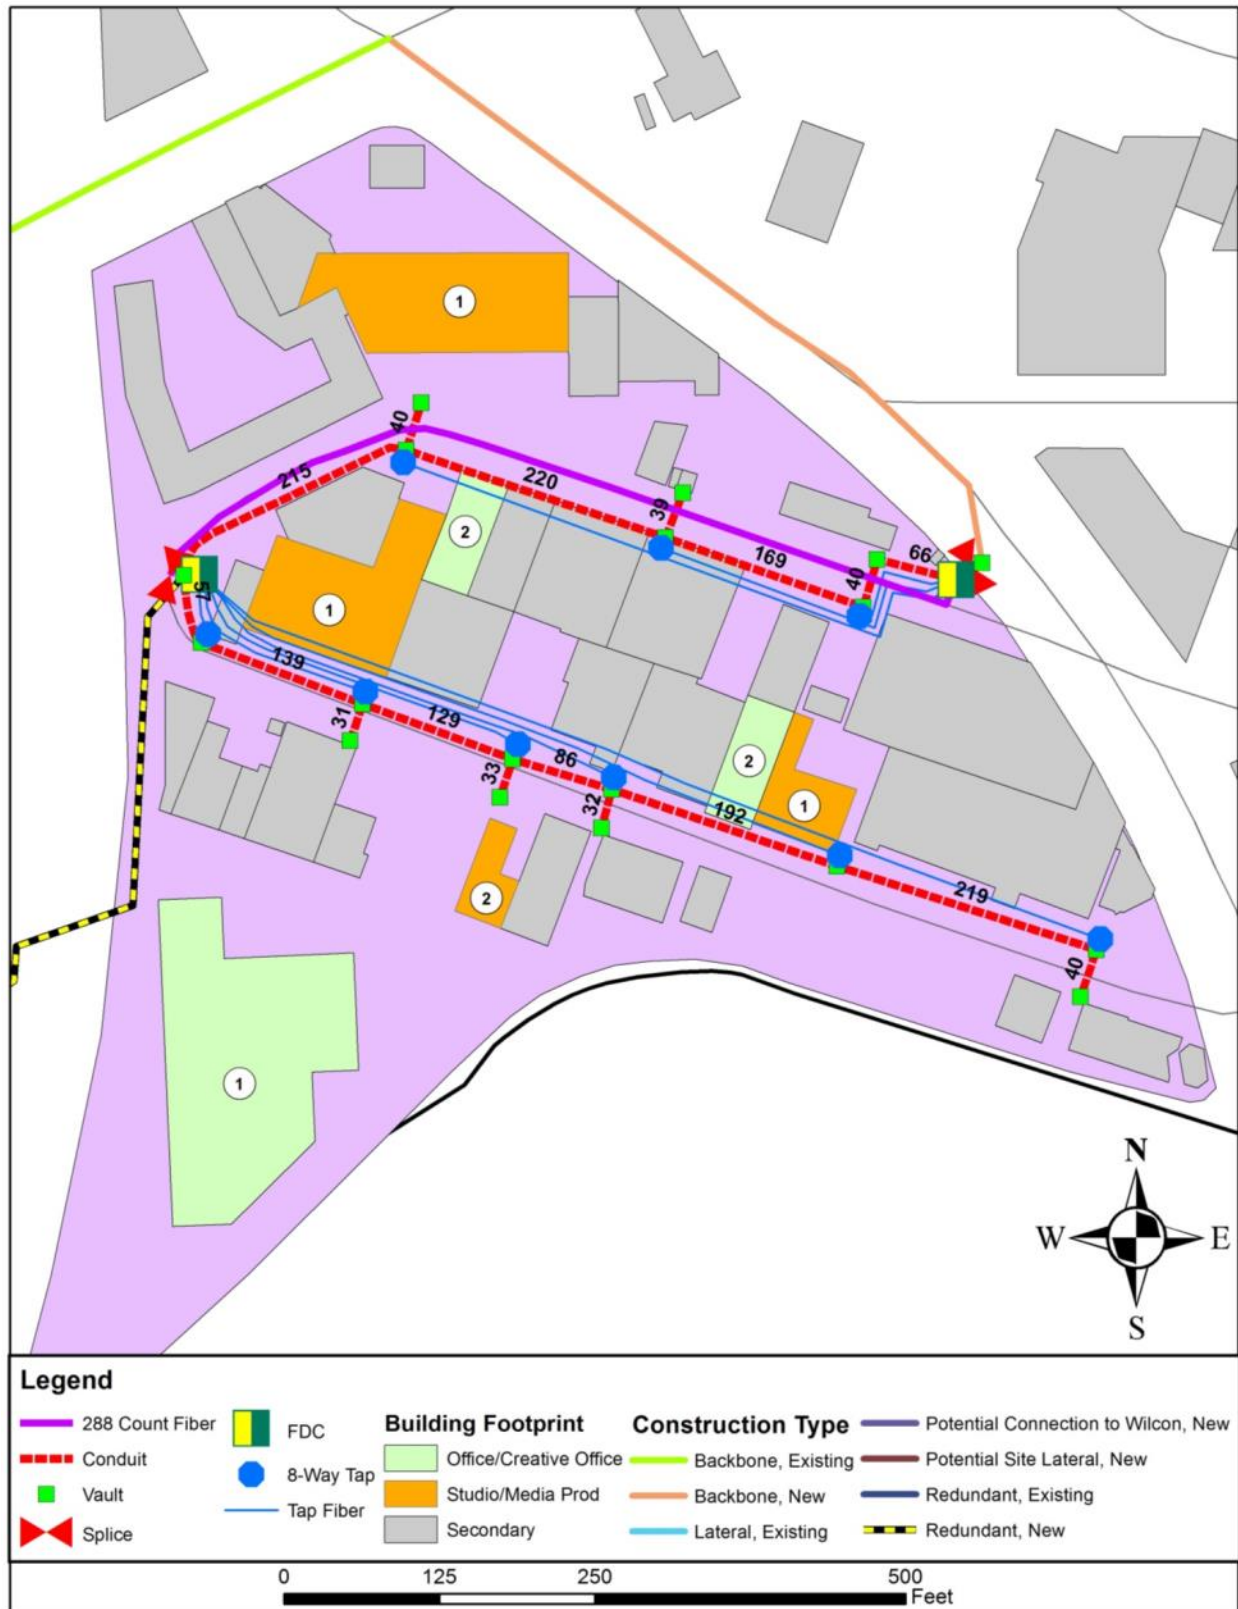 1
40
215
220
2
39
169
66
40
57
1
139
31
129
86
2
33
32
192
1
219
2
40
1
N
W
E
S
Legend
288 Count Fiber
Conduit
Vault
Splice
FDC
8-Way Tap
Tap Fiber
Building Footprint
Office/Creative Office
Studio/Media Prod
Secondary
Construction Type
Backbone, Existing
Backbone, New
Lateral, Existing
Potential Connection to Wilcon, New
Potential Site Lateral, New
Redundant, Existing
Redundant, New
0 125 250 500
Feet